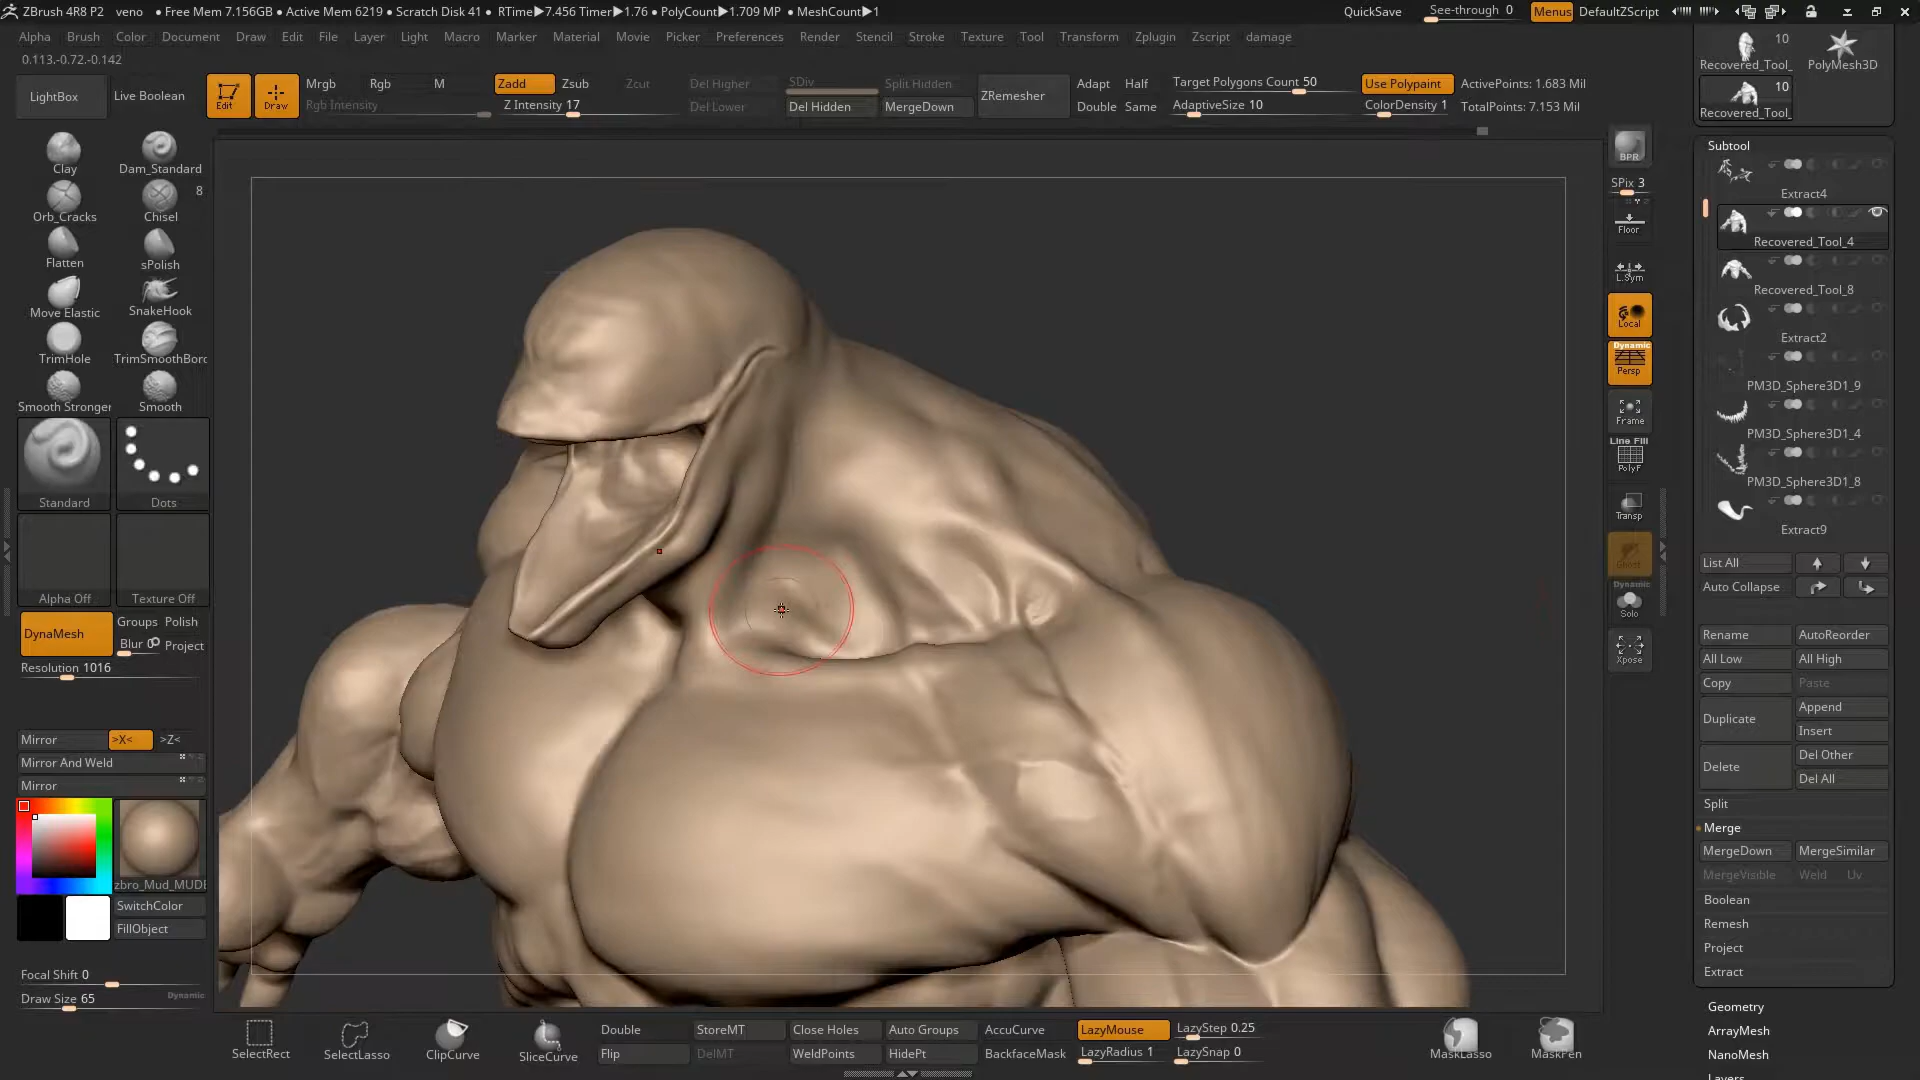 ZBrush 4R8 P2 veno • Free Mem 7.156GB • Active Mem 6219 • Scratch Disk 41 • RTime▶7.456 Timer▶1.76 • PolyCount▶1.709 MP • MeshCount▶1 QuickSave See-through 0 Menus DefaultZScript
Alpha Brush Color Document Draw Edit File Layer Light Macro Marker Material Movie Picker Preferences Render Stencil Stroke Texture Tool Transform Zplugin Zscript damage
0.113,-0.72,-0.142
LightBox Live Boolean Edit Draw Mrgb Rgb M Zadd Zsub Zcut Del Higher SDiv Split Hidden ZRemesher Adapt Half Target Polygons Count 50 Use Polypaint ActivePoints: 1.683 Mil
Rgb Intensity Z Intensity 17 Del Lower Del Hidden MergeDown Double Same AdaptiveSize 10 ColorDensity 1 TotalPoints: 7.153 Mil
Clay Dam_Standard
Orb_Cracks Chisel 8
Flatten sPolish
Move Elastic SnakeHook
TrimHole TrimSmoothBord
Smooth Stronger Smooth
Standard Dots
Alpha Off Texture Off
DynaMesh Groups Polish
Blur 0 Project
Resolution 1016
Mirror >X< >Z<
Mirror And Weld
Mirror
zbro_Mud_MUDE
SwitchColor
FillObject
Focal Shift 0
Draw Size 65 Dynamic
BPR
SPix 3
Floor
L.Sym
Local
Dynamic
Persp
Frame
Line Fill
PolyF
Transp
Ghost
Dynamic
Solo
Xpose
10
Recovered_Tool_ PolyMesh3D
10
Recovered_Tool_
Subtool
Extract4
Recovered_Tool_4
Recovered_Tool_8
Extract2
PM3D_Sphere3D1_9
PM3D_Sphere3D1_4
PM3D_Sphere3D1_8
Extract9
List All
Auto Collapse
Rename AutoReorder
All Low All High
Copy Paste
Duplicate Append
Insert
Delete Del Other
Del All
Split
Merge
MergeDown MergeSimilar
MergeVisible Weld Uv
Boolean
Remesh
Project
Extract
Geometry
ArrayMesh
NanoMesh
Layers
SelectRect SelectLasso ClipCurve SliceCurve Double StoreMT Close Holes Auto Groups AccuCurve LazyMouse LazyStep 0.25 MaskLasso MaskPen
Flip DelMT WeldPoints HidePt BackfaceMask LazyRadius 1 LazySnap 0